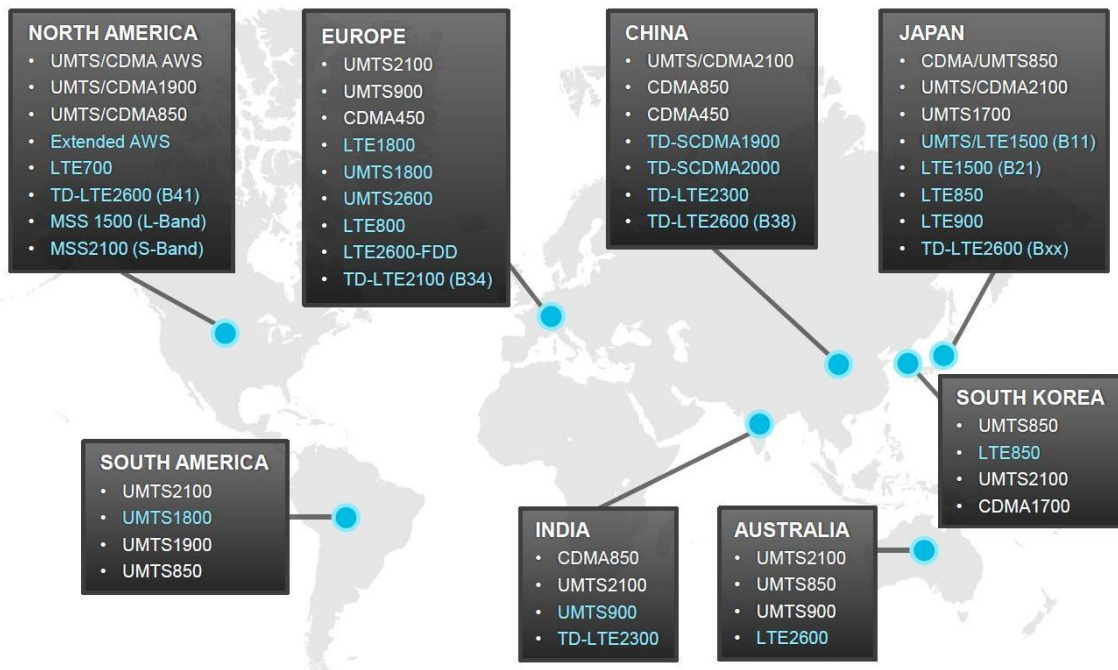 NORTH AMERICA
• UMTS/CDMA AWS
• UMTS/CDMA1900
• UMTS/CDMA850
• Extended AWS
• LTE700
• TD-LTE2600 (B41)
• MSS 1500 (L-Band)
• MSS2100 (S-Band)
EUROPE
• UMTS2100
• UMTS900
• CDMA450
• LTE1800
• UMTS1800
• UMTS2600
• LTE800
• LTE2600-FDD
• TD-LTE2100 (B34)
CHINA
• UMTS/CDMA2100
• CDMA850
• CDMA450
• TD-SCDMA1900
• TD-SCDMA2000
• TD-LTE2300
• TD-LTE2600 (B38)
JAPAN
• CDMA/UMTS850
• UMTS/CDMA2100
• UMTS1700
• UMTS/LTE1500 (B11)
• LTE1500 (B21)
• LTE850
• LTE900
• TD-LTE2600 (Bxx)
SOUTH AMERICA
• UMTS2100
• UMTS1800
• UMTS1900
• UMTS850
INDIA
• CDMA850
• UMTS2100
• UMTS900
• TD-LTE2300
AUSTRALIA
• UMTS2100
• UMTS850
• UMTS900
• LTE2600
SOUTH KOREA
• UMTS850
• LTE850
• UMTS2100
• CDMA1700